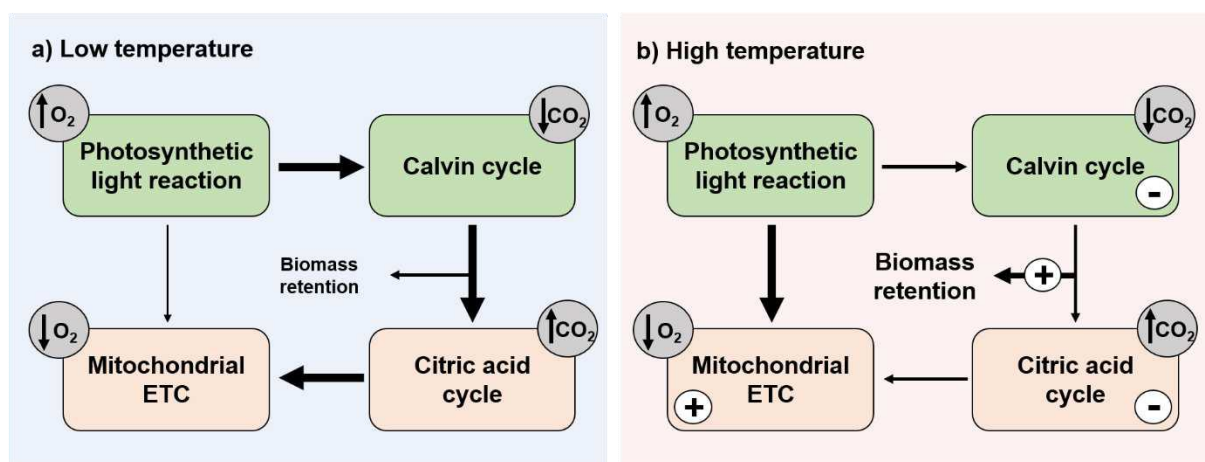 a) Low temperature
↑O₂
Photosynthetic
light reaction
↓CO₂
Calvin cycle
Biomass
retention
↓O₂
Mitochondrial
ETC
↑CO₂
Citric acid
cycle
b) High temperature
↑O₂
Photosynthetic
light reaction
↓CO₂
Calvin cycle
-
Biomass
retention
+
↓O₂
Mitochondrial
ETC
+
↑CO₂
Citric acid
cycle
-